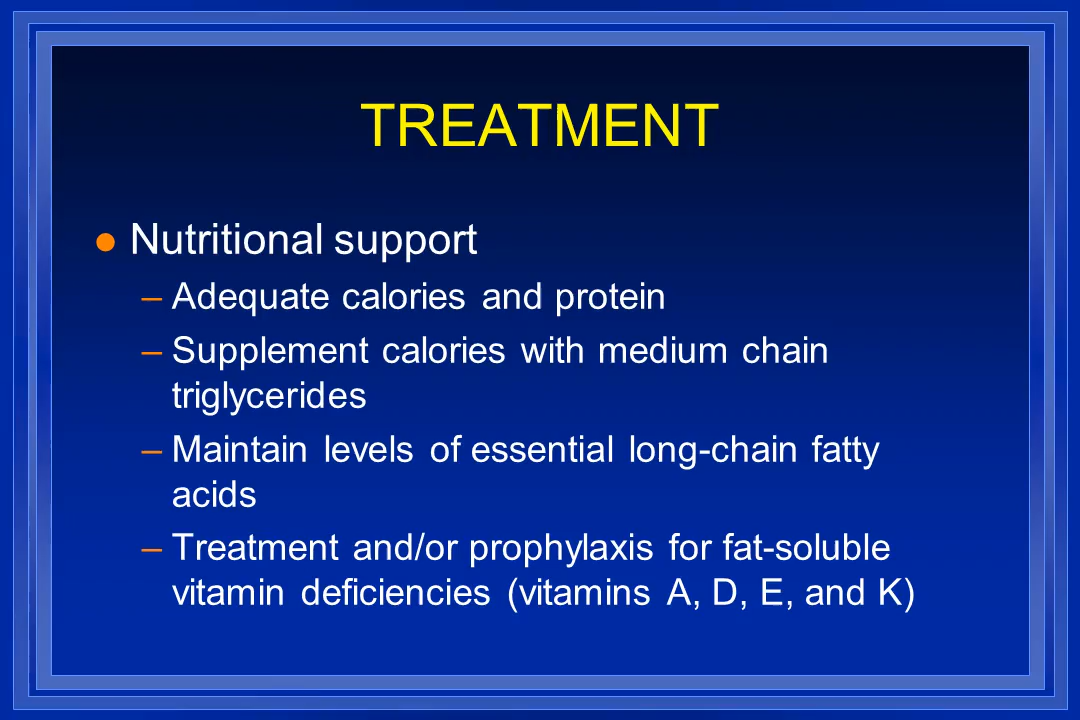 TREATMENT
● Nutritional support
– Adequate calories and protein
– Supplement calories with medium chain
triglycerides
– Maintain levels of essential long-chain fatty
acids
– Treatment and/or prophylaxis for fat-soluble
vitamin deficiencies (vitamins A, D, E, and K)